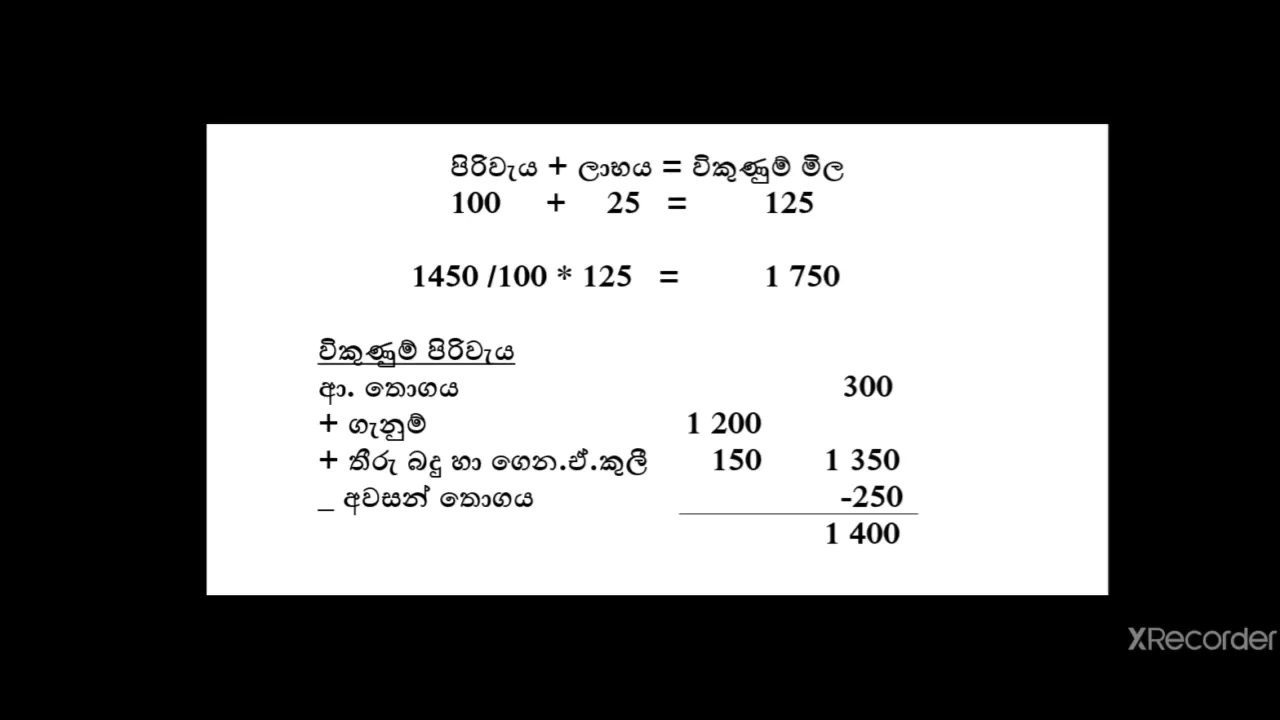 පිරිවැය + ලාභය = විකුණුම් මිල
100 + 25 = 125
1450 /100 * 125 = 1 750
විකුණුම් පිරිවැය
ආ. තොගය 300
+ ගැනුම් 1 200
+ තීරු බදු හා ගෙන.ඒ.කුලී 150 1 350
_ අවසන් තොගය -250
1 400
XRecorder